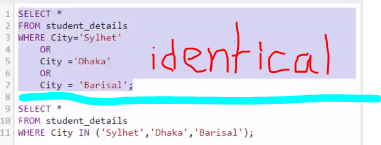 1 SELECT *
2 FROM student_details
3 WHERE City='Sylhet'
4 OR
5 City ='Dhaka'
6 OR
7 City = 'Barisal';
identical
8
9 SELECT *
10 FROM student_details
11 WHERE City IN ('Sylhet','Dhaka','Barisal');